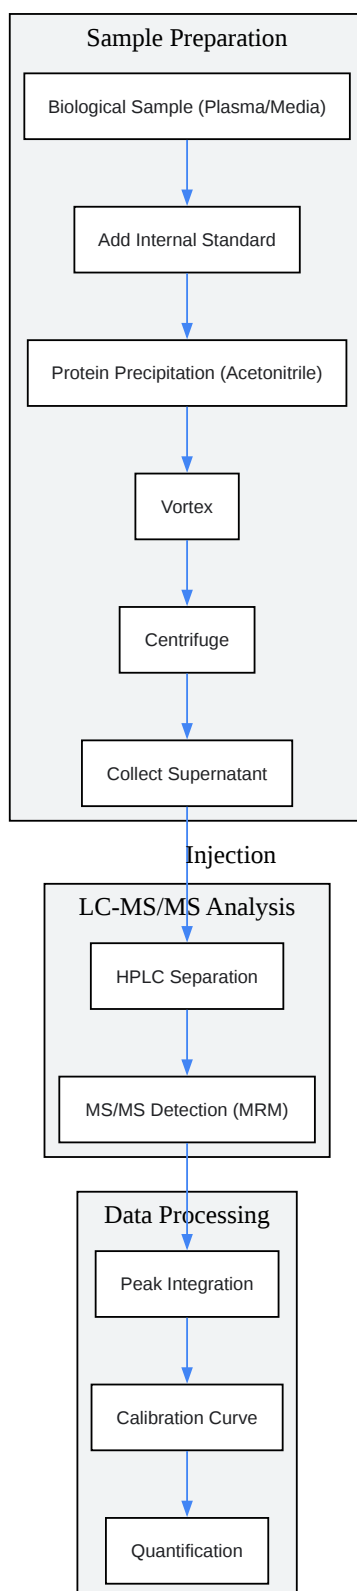 Sample Preparation
Biological Sample (Plasma/Media)
Add Internal Standard
Protein Precipitation (Acetonitrile)
Vortex
Centrifuge
Collect Supernatant
Injection
LC-MS/MS Analysis
HPLC Separation
MS/MS Detection (MRM)
Data Processing
Peak Integration
Calibration Curve
Quantification